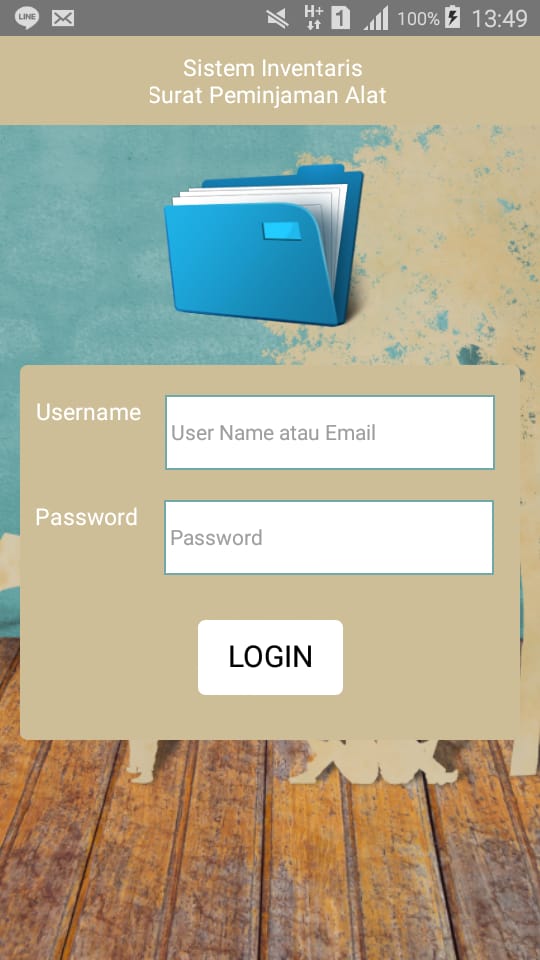 LINE
H+
1
100%
13:49
Sistem Inventaris
Surat Peminjaman Alat
Username
User Name atau Email
Password
Password
LOGIN